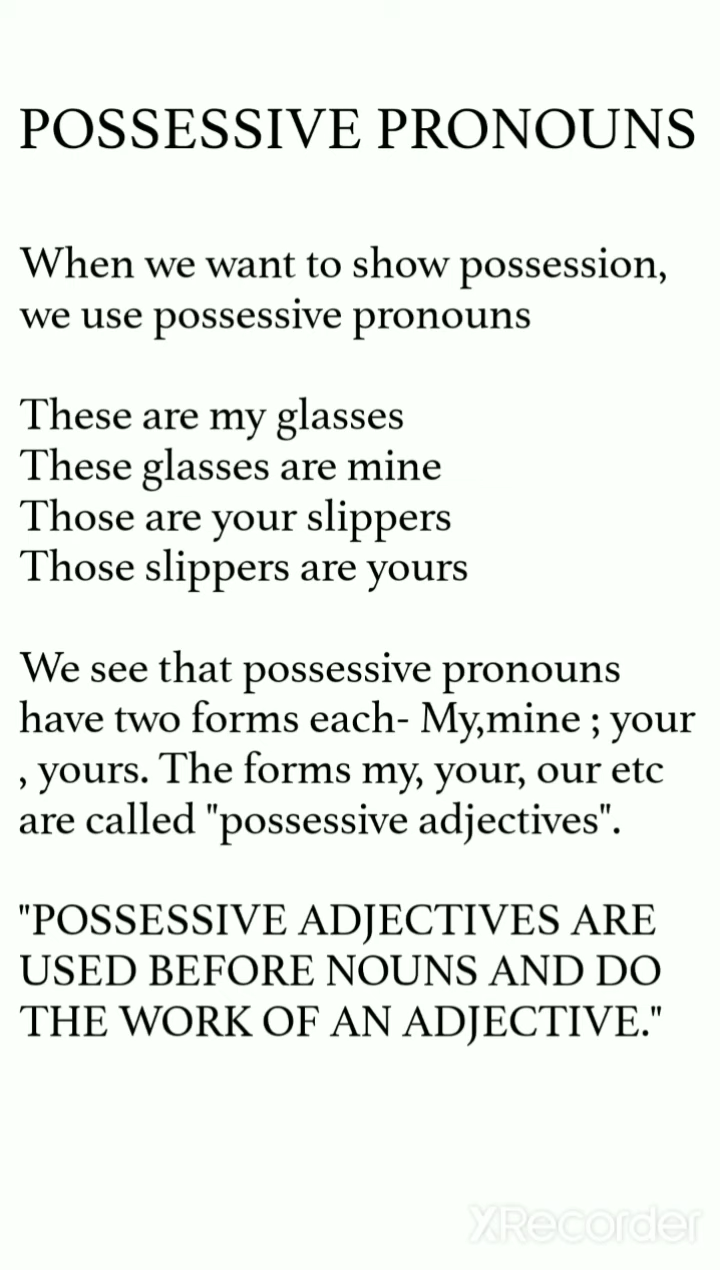 POSSESSIVE PRONOUNS
When we want to show possession,
we use possessive pronouns
These are my glasses
These glasses are mine
Those are your slippers
Those slippers are yours
We see that possessive pronouns
have two forms each- My,mine ; your
, yours. The forms my, your, our etc
are called "possessive adjectives".
"POSSESSIVE ADJECTIVES ARE
USED BEFORE NOUNS AND DO
THE WORK OF AN ADJECTIVE."
XRecorder